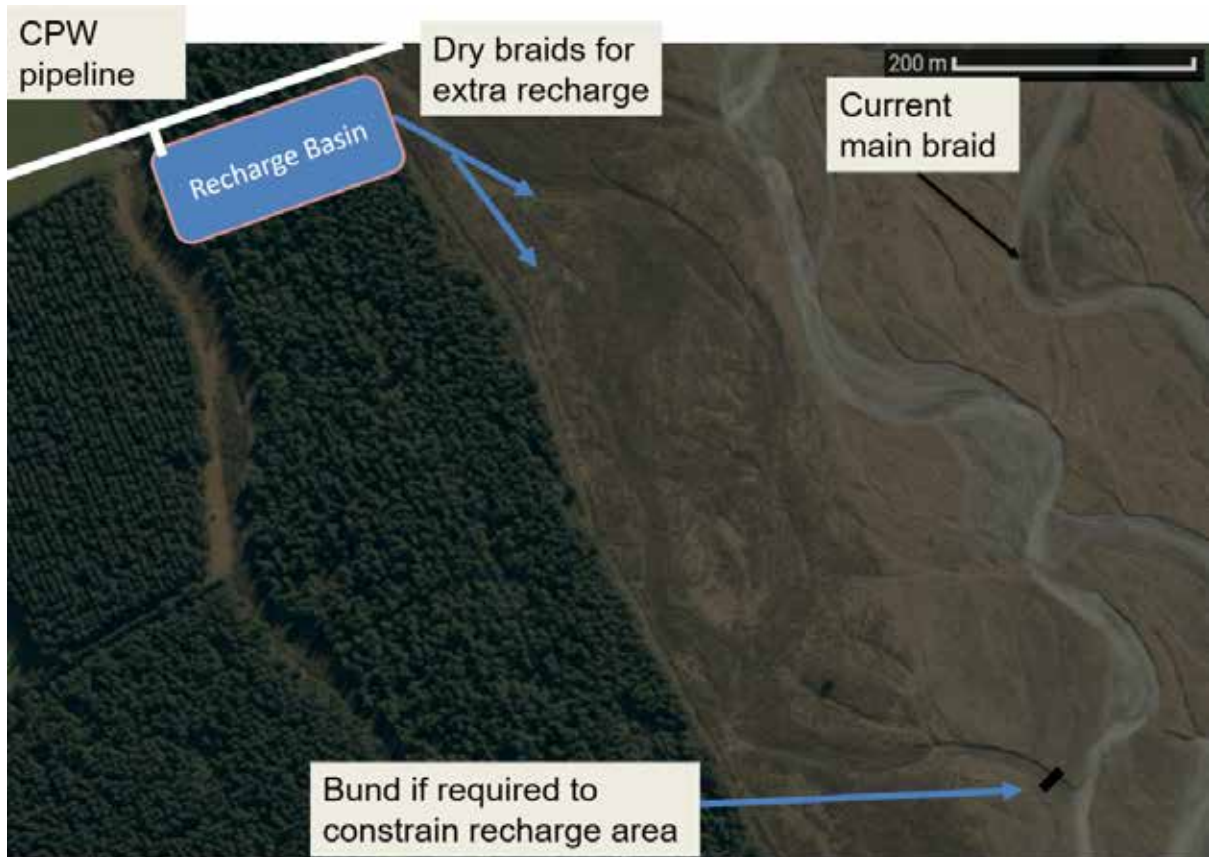 CPW
pipeline
Dry braids for
extra recharge
200 m
Current
main braid
Recharge Basin
Bund if required to
constrain recharge area